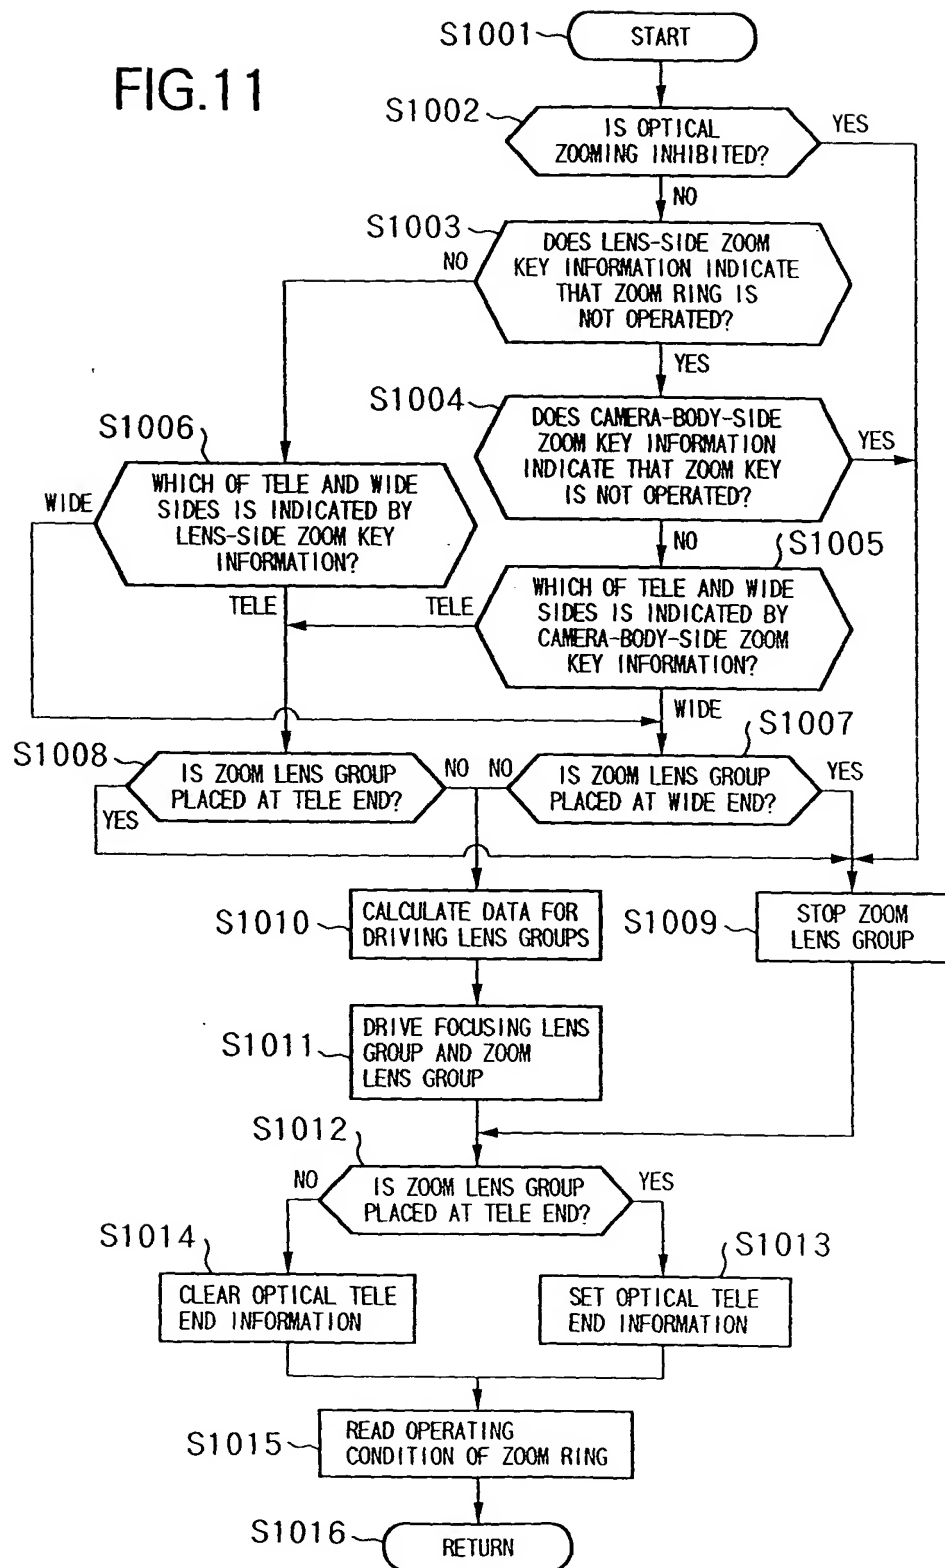 FIG.11
S1001
START
S1002
IS OPTICAL
ZOOMING INHIBITED?
YES
NO
S1003
DOES LENS-SIDE ZOOM
KEY INFORMATION INDICATE
THAT ZOOM RING IS
NOT OPERATED?
NO
YES
S1004
DOES CAMERA-BODY-SIDE
ZOOM KEY INFORMATION
INDICATE THAT ZOOM KEY
IS NOT OPERATED?
YES
NO
S1006
WHICH OF TELE AND WIDE
SIDES IS INDICATED BY
LENS-SIDE ZOOM KEY
INFORMATION?
WIDE
TELE
S1005
WHICH OF TELE AND WIDE
SIDES IS INDICATED BY
CAMERA-BODY-SIDE ZOOM
KEY INFORMATION?
TELE
WIDE
S1008
IS ZOOM LENS GROUP
PLACED AT TELE END?
NO
YES
S1007
NO
IS ZOOM LENS GROUP
PLACED AT WIDE END?
YES
S1010
CALCULATE DATA FOR
DRIVING LENS GROUPS
S1009
STOP ZOOM
LENS GROUP
S1011
DRIVE FOCUSING LENS
GROUP AND ZOOM
LENS GROUP
S1012
NO
IS ZOOM LENS GROUP
PLACED AT TELE END?
YES
S1014
CLEAR OPTICAL TELE
END INFORMATION
S1013
SET OPTICAL TELE
END INFORMATION
S1015
READ OPERATING
CONDITION OF ZOOM RING
S1016
RETURN